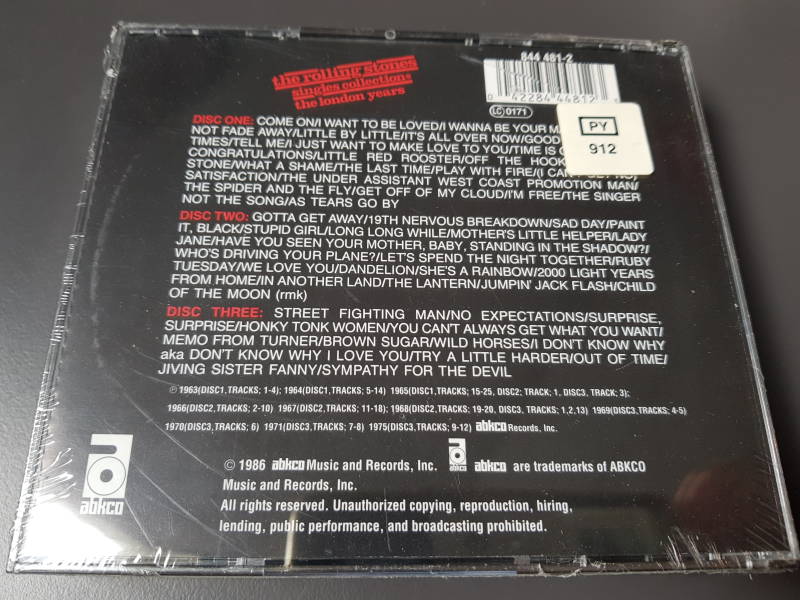 the rolling stones
singles collection*
the london years
844 481-2
0 42284 44812
LC 0171
PY
912
DISC ONE: COME ON/I WANT TO BE LOVED/I WANNA BE YOUR
NOT FADE AWAY/LITTLE BY LITTLE/IT'S ALL OVER NOW/GOOD
TIMES/TELL ME/I JUST WANT TO MAKE LOVE TO YOU/TIME IS
CONGRATULATIONS/LITTLE RED ROOSTER/OFF THE HOOK
STONE/WHAT A SHAME/THE LAST TIME/PLAY WITH FIRE/(I
SATISFACTION/THE UNDER ASSISTANT WEST COAST PROMOTION MAN/
THE SPIDER AND THE FLY/GET OFF OF MY CLOUD/I'M FREE/THE SINGER
NOT THE SONG/AS TEARS GO BY
DISC TWO: GOTTA GET AWAY/19TH NERVOUS BREAKDOWN/SAD DAY/PAINT
IT, BLACK/STUPID GIRL/LONG LONG WHILE/MOTHER'S LITTLE HELPER/LADY
JANE/HAVE YOU SEEN YOUR MOTHER, BABY, STANDING IN THE SHADOW?/
WHO'S DRIVING YOUR PLANE?/LET'S SPEND THE NIGHT TOGETHER/RUBY
TUESDAY/WE LOVE YOU/DANDELION/SHE'S A RAINBOW/2000 LIGHT YEARS
FROM HOME/IN ANOTHER LAND/THE LANTERN/JUMPIN' JACK FLASH/CHILD
OF THE MOON (rmk)
DISC THREE: STREET FIGHTING MAN/NO EXPECTATIONS/SURPRISE,
SURPRISE/HONKY TONK WOMEN/YOU CAN'T ALWAYS GET WHAT YOU WANT/
MEMO FROM TURNER/BROWN SUGAR/WILD HORSES/I DON'T KNOW WHY
aka DON'T KNOW WHY I LOVE YOU/TRY A LITTLE HARDER/OUT OF TIME/
JIVING SISTER FANNY/SYMPATHY FOR THE DEVIL
℗ 1963(DISC1,TRACKS; 1-4); 1964(DISC1,TRACKS; 5-14) 1965(DISC1,TRACKS; 15-25, DISC2; TRACK; 1, DISC3, TRACK; 3);
1966(DISC2,TRACKS; 2-10) 1967(DISC2,TRACKS; 11-18); 1968(DISC2,TRACKS; 19-20, DISC3, TRACKS; 1,2,13) 1969(DISC3,TRACKS; 4-5)
1970(DISC3,TRACKS; 6) 1971(DISC3,TRACKS; 7-8) 1975(DISC3,TRACKS; 9-12) abkco Records, Inc.
abkco
© 1986 abkco Music and Records, Inc. abkco are trademarks of ABKCO
Music and Records, Inc.
All rights reserved. Unauthorized copying, reproduction, hiring,
lending, public performance, and broadcasting prohibited.